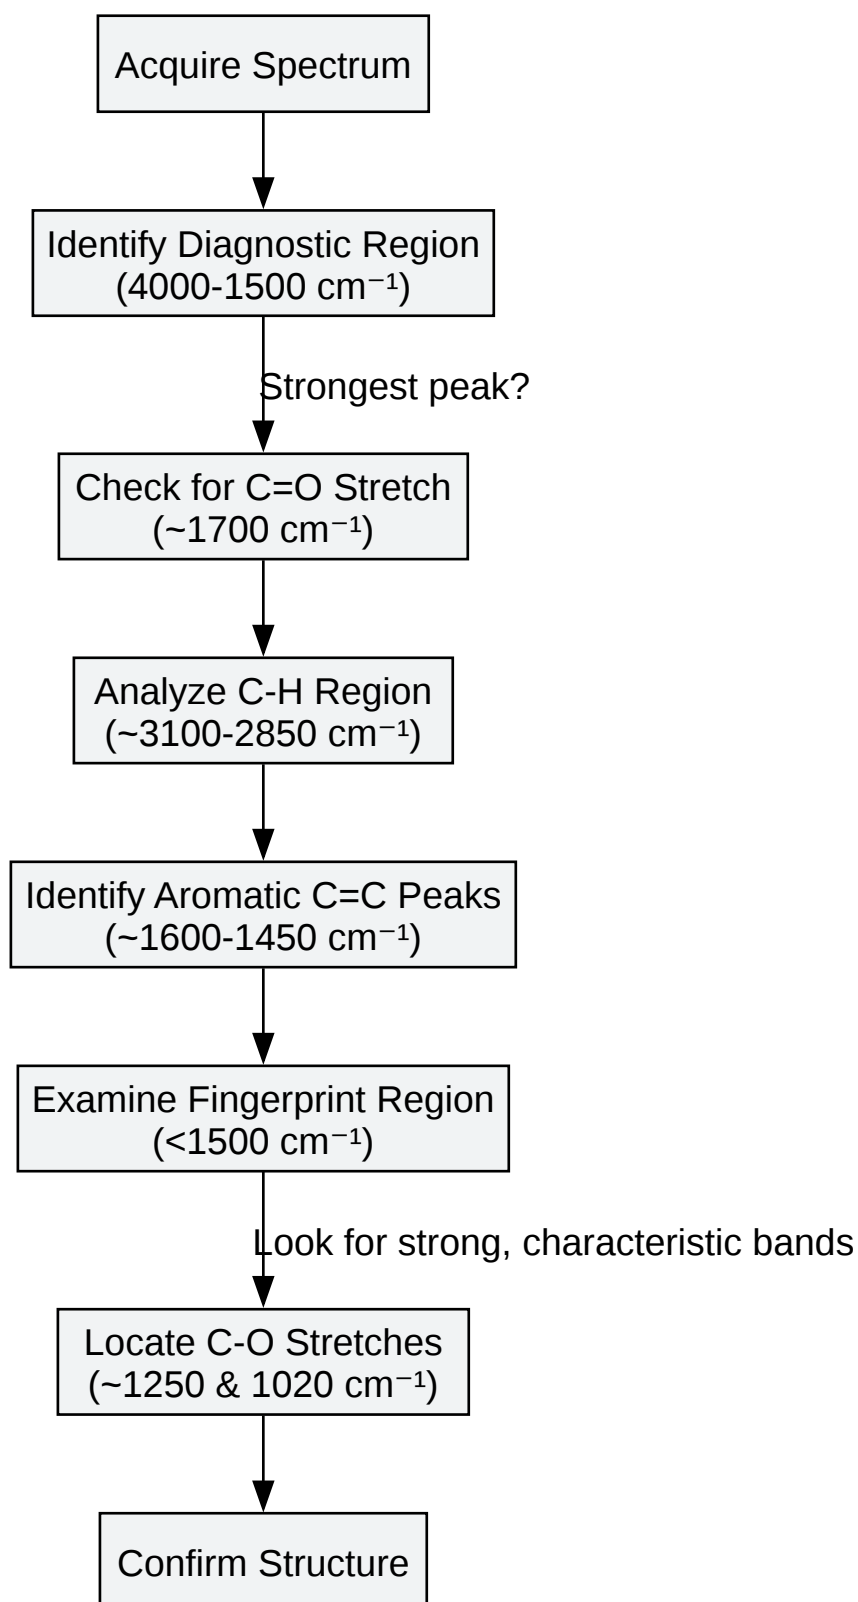 Acquire Spectrum
Identify Diagnostic Region
(4000-1500 cm⁻¹)
Strongest peak?
Check for C=O Stretch
(~1700 cm⁻¹)
Analyze C-H Region
(~3100-2850 cm⁻¹)
Identify Aromatic C=C Peaks
(~1600-1450 cm⁻¹)
Examine Fingerprint Region
(<1500 cm⁻¹)
Look for strong, characteristic bands
Locate C-O Stretches
(~1250 & 1020 cm⁻¹)
Confirm Structure